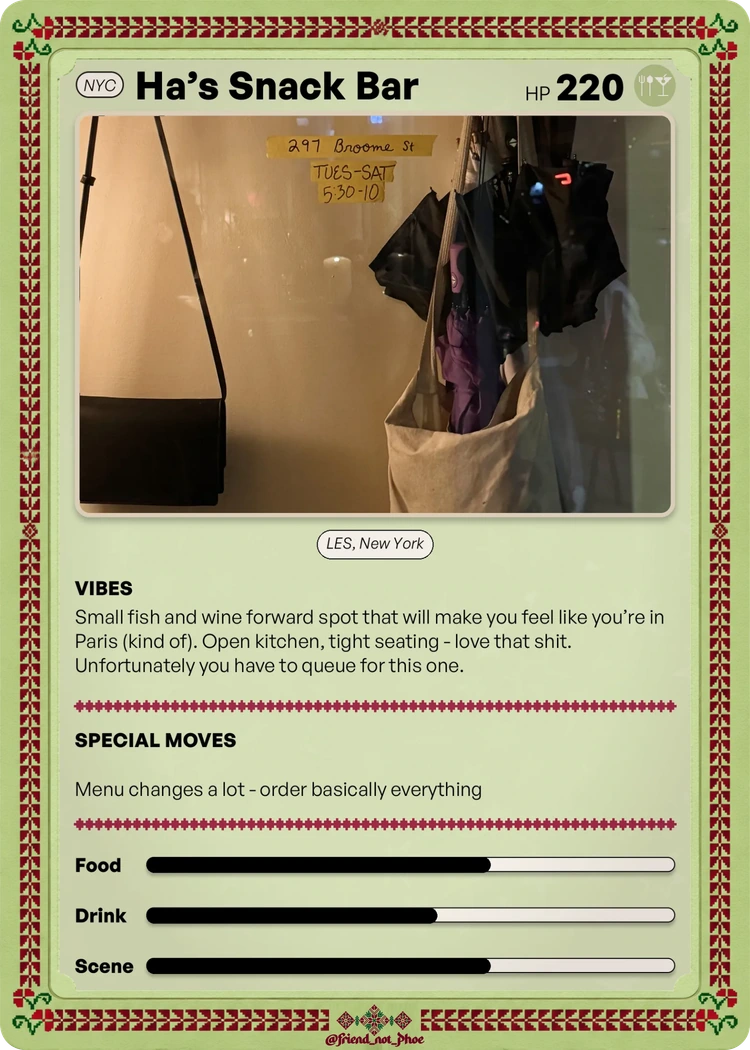 NYC Ha's Snack Bar HP 220
297 Broome St
TUES-SAT
5:30-10
LES, New York
VIBES
Small fish and wine forward spot that will make you feel like you're in
Paris (kind of). Open kitchen, tight seating - love that shit.
Unfortunately you have to queue for this one.
SPECIAL MOVES
Menu changes a lot - order basically everything
Food
Drink
Scene
@friend_not_phoe